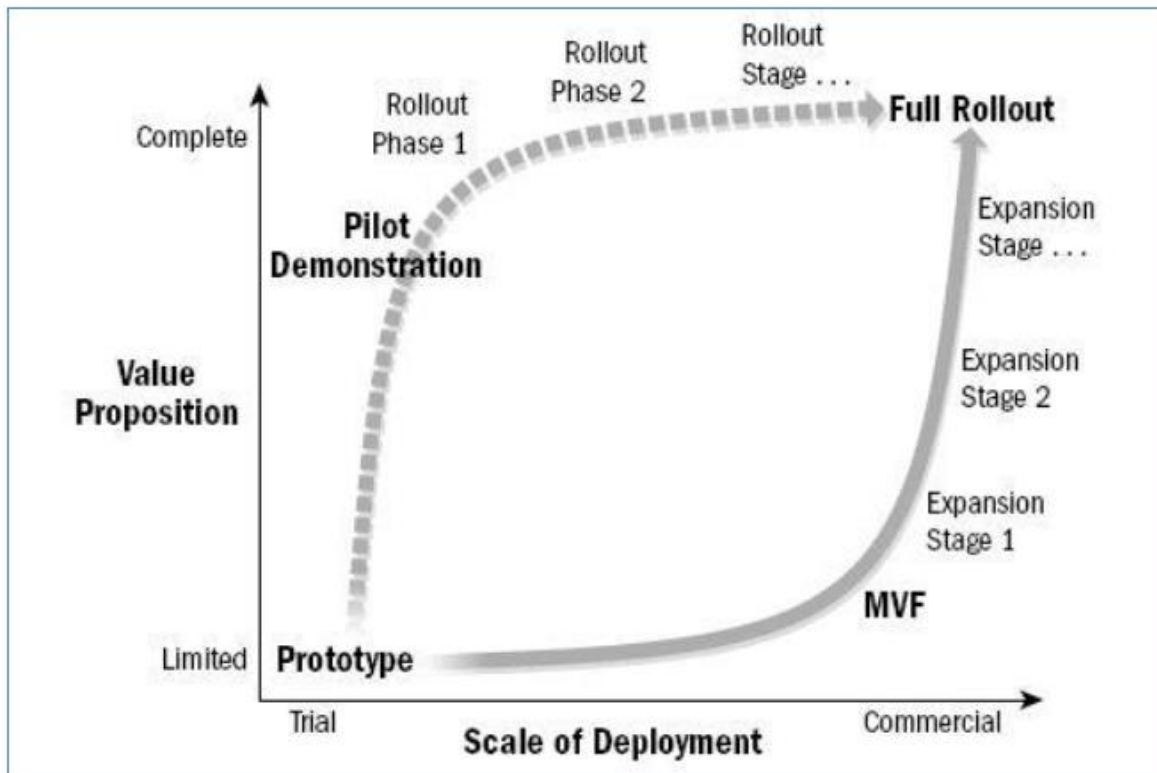 Rollout
Stage . . .
Rollout
Phase 2
Rollout
Phase 1
Full Rollout
Complete
Expansion
Stage . . .
Pilot
Demonstration
Value
Proposition
Expansion
Stage 2
Expansion
Stage 1
MVF
Limited
Prototype
Trial
Commercial
Scale of Deployment